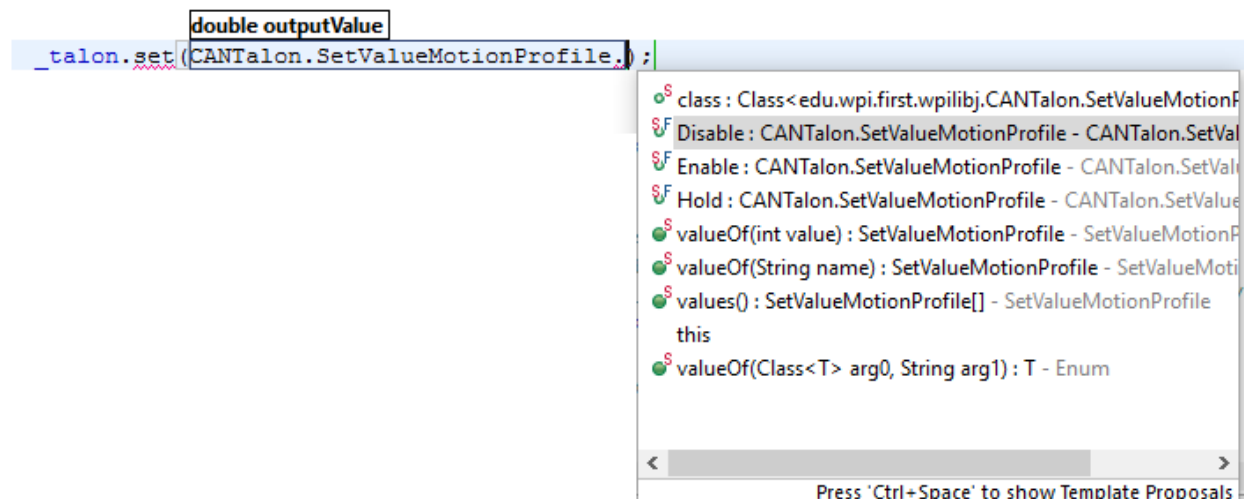 double outputValue
_talon.set(CANTalon.SetValueMotionProfile.);
class : Class<edu.wpi.first.wpilibj.CANTalon.SetValueMotionP
Disable : CANTalon.SetValueMotionProfile - CANTalon.SetVal
Enable : CANTalon.SetValueMotionProfile - CANTalon.SetValu
Hold : CANTalon.SetValueMotionProfile - CANTalon.SetValue
valueOf(int value) : SetValueMotionProfile - SetValueMotionP
valueOf(String name) : SetValueMotionProfile - SetValueMoti
values() : SetValueMotionProfile[] - SetValueMotionProfile
this
valueOf(Class<T> arg0, String arg1) : T - Enum
Press 'Ctrl+Space' to show Template Proposals